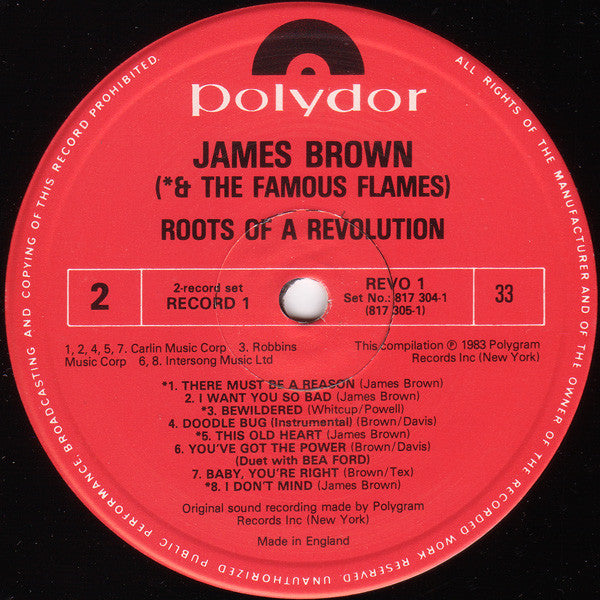 polydor
JAMES BROWN
(*& THE FAMOUS FLAMES)
ROOTS OF A REVOLUTION
2
2-record set
RECORD 1
REVO 1
Set No.: 817 304-1
(817 305-1)
33
1, 2, 4, 5, 7. Carlin Music Corp 3. Robbins
Music Corp 6, 8. Intersong Music Ltd
This compilation ℗ 1983 Polygram
Records Inc (New York)
*1. THERE MUST BE A REASON (James Brown)
2. I WANT YOU SO BAD (James Brown)
*3. BEWILDERED (Whitcup/Powell)
4. DOODLE BUG (Instrumental) (Brown/Davis)
*5. THIS OLD HEART (James Brown)
6. YOU'VE GOT THE POWER (Brown/Davis)
(Duet with BEA FORD)
7. BABY, YOU'RE RIGHT (Brown/Tex)
*8. I DON'T MIND (James Brown)
Original sound recording made by Polygram
Records Inc (New York)
Made in England
ALL RIGHTS OF THE MANUFACTURER AND OF THE OWNER OF THE RECORDED WORK RESERVED. UNAUTHORIZED PUBLIC PERFORMANCE, BROADCASTING AND COPYING OF THIS RECORD PROHIBITED.